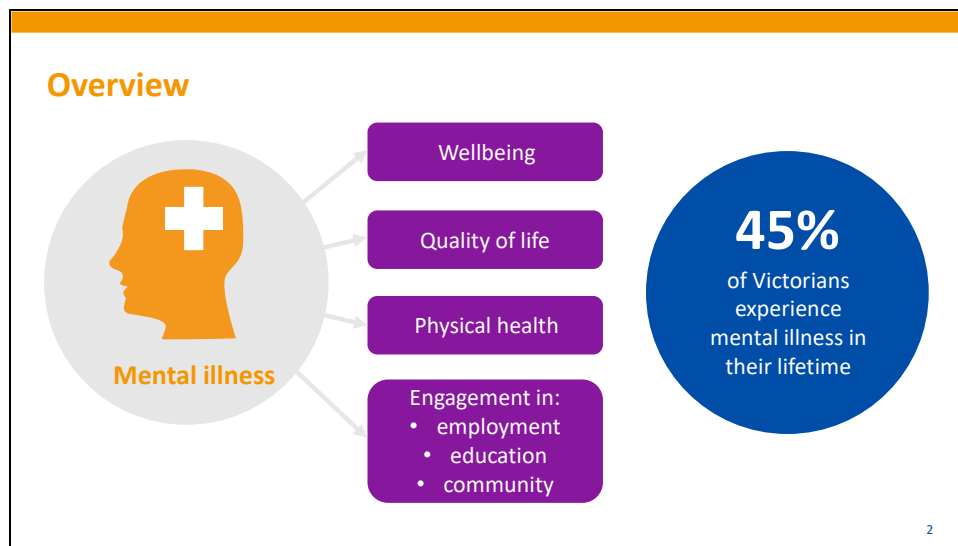 Overview
Mental illness
Wellbeing
Quality of life
Physical health
Engagement in:
• employment
• education
• community
45%
of Victorians
experience
mental illness in
their lifetime
2